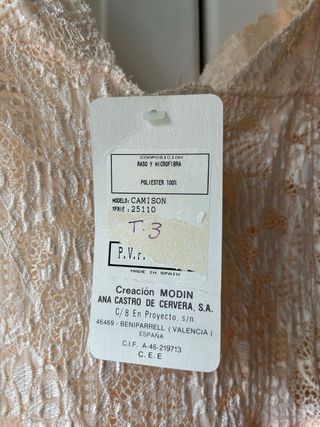 COMPOSICION
RASO Y MICROFIBRA
POLIESTER 100%
MODELO: CAMISON
SERIE : 25110
T.3
P.V.P.
MADE IN SPAIN
Creación MODIN
ANA CASTRO DE CERVERA, S.A.
C/8 En Proyecto, s/n.
46469 - BENIPARRELL (VALENCIA)
ESPAÑA
C.I.F. A-46-219713
C.E.E